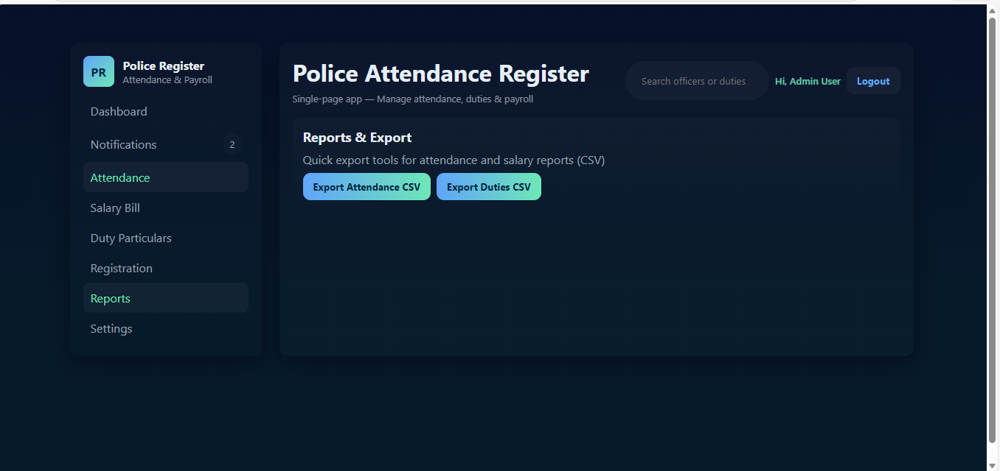 PR
Police Register
Attendance & Payroll
Dashboard
Notifications 2
Attendance
Salary Bill
Duty Particulars
Registration
Reports
Settings
Police Attendance Register
Single-page app — Manage attendance, duties & payroll
Search officers or duties
Hi, Admin User
Logout
Reports & Export
Quick export tools for attendance and salary reports (CSV)
Export Attendance CSV
Export Duties CSV